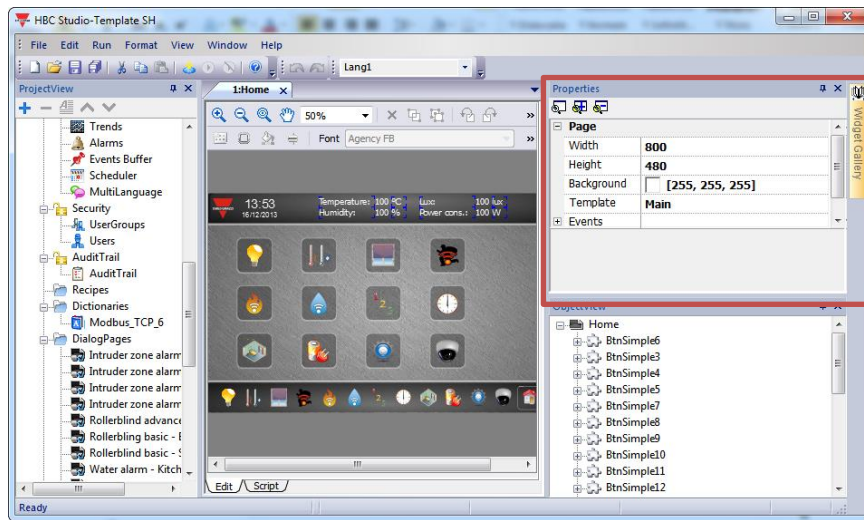 HBC Studio-Template SH
File Edit Run Format View Window Help
Lang1
ProjectView
Trends
Alarms
Events Buffer
Scheduler
MultiLanguage
Security
UserGroups
Users
AuditTrail
AuditTrail
Recipes
Dictionaries
Modbus_TCP_6
DialogPages
Intruder zone alarm
Intruder zone alarm
Intruder zone alarm
Intruder zone alarm
Rollerblind advance
Rollerbling basic - E
Rollerblind basic - S
Water alarm - Kitch
1:Home
50%
Font Agency FB
13:53
16/12/2013
Temperature: 100 ºC Lux: 100 lux
Humidity: 100 % Power cons.: 100 W
Edit Script
Properties
Page
Width 800
Height 480
Background [255, 255, 255]
Template Main
Events
Widget Gallery
ObjectView
Home
BtnSimple6
BtnSimple3
BtnSimple4
BtnSimple5
BtnSimple7
BtnSimple8
BtnSimple9
BtnSimple10
BtnSimple11
BtnSimple12
Ready